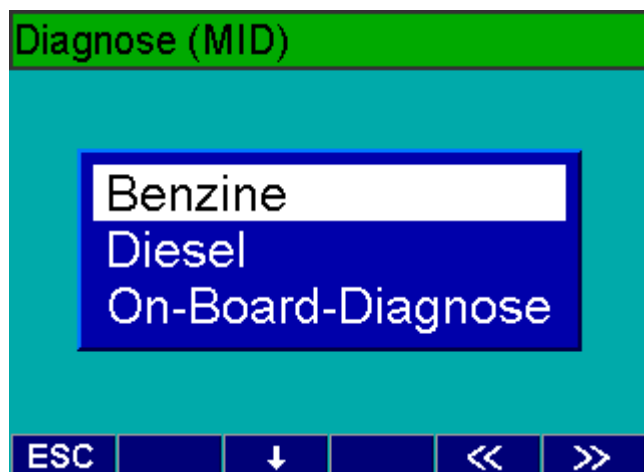 Diagnose (MID)
Benzine
Diesel
On-Board-Diagnose
ESC ↓ << >>